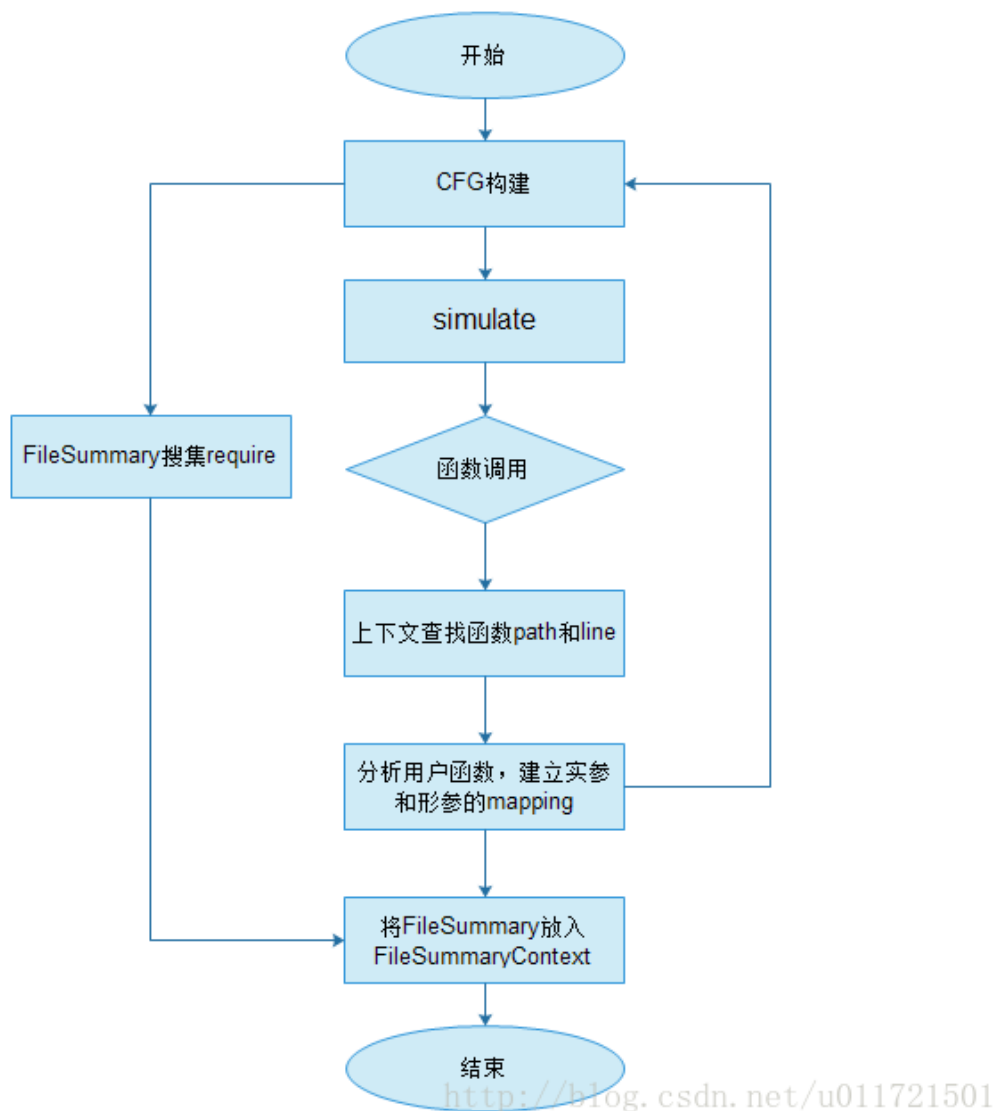 开始
CFG构建
simulate
FileSummary搜集require
函数调用
上下文查找函数path和line
分析用户函数，建立实参
和形参的mapping
将FileSummary放入
FileSummaryContext
结束
http://blog.csdn.net/u011721501